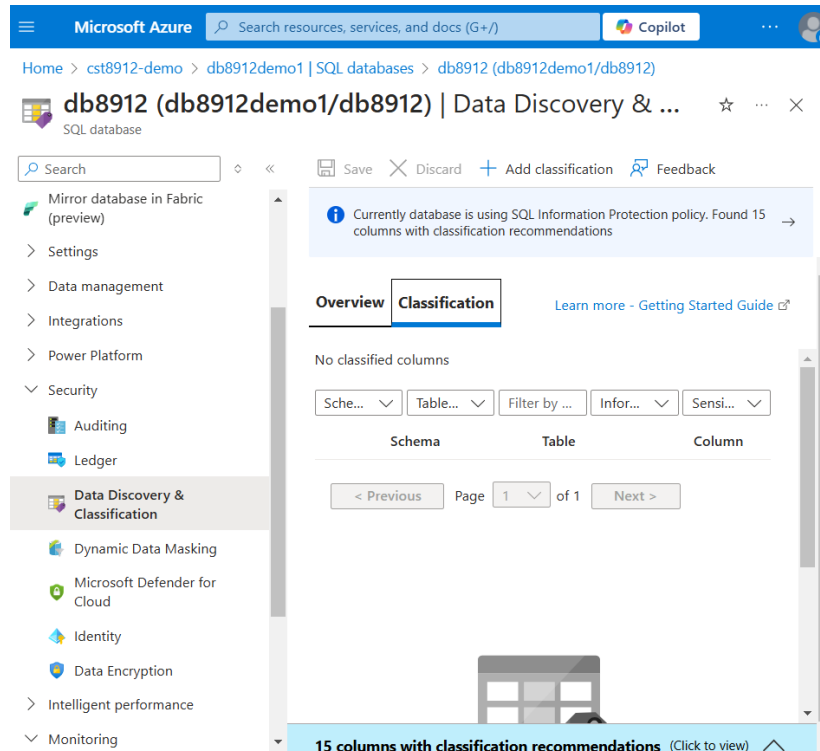 Microsoft Azure
Search resources, services, and docs (G+/)
Copilot
Home > cst8912-demo > db8912demo1 | SQL databases > db8912 (db8912demo1/db8912)
db8912 (db8912demo1/db8912) | Data Discovery & ...
SQL database
Search
Mirror database in Fabric
(preview)
Settings
Data management
Integrations
Power Platform
Security
Auditing
Ledger
Data Discovery &
Classification
Dynamic Data Masking
Microsoft Defender for
Cloud
Identity
Data Encryption
Intelligent performance
Monitoring
Save Discard Add classification Feedback
Currently database is using SQL Information Protection policy. Found 15
columns with classification recommendations
Overview Classification Learn more - Getting Started Guide
No classified columns
Sche... Table... Filter by ... Infor... Sensi...
Schema Table Column
< Previous Page 1 of 1 Next >
15 columns with classification recommendations (Click to view)